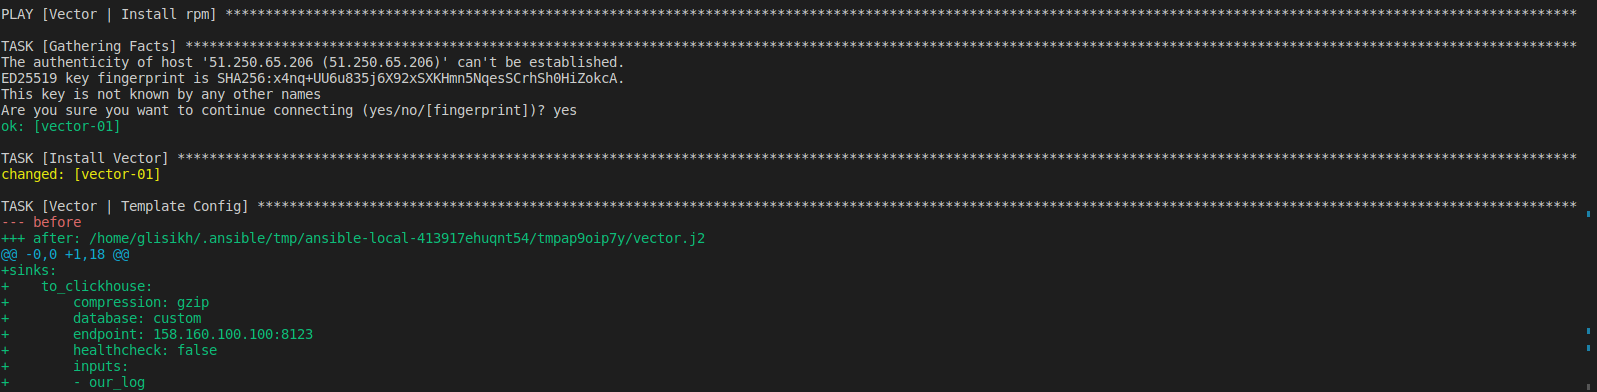 PLAY [Vector | Install rpm] *************************************************************************************************************************************************************************
TASK [Gathering Facts] ******************************************************************************************************************************************************************************
The authenticity of host '51.250.65.206 (51.250.65.206)' can't be established.
ED25519 key fingerprint is SHA256:x4nq+UU6u835j6X92xSXKHmn5NqesSCrhSh0HiZokcA.
This key is not known by any other names
Are you sure you want to continue connecting (yes/no/[fingerprint])? yes
ok: [vector-01]
TASK [Install Vector] *******************************************************************************************************************************************************************************
changed: [vector-01]
TASK [Vector | Template Config] *********************************************************************************************************************************************************************
--- before
+++ after: /home/glisikh/.ansible/tmp/ansible-local-413917ehuqnt54/tmpap9oip7y/vector.j2
@@ -0,0 +1,18 @@
+sinks:
+    to_clickhouse:
+        compression: gzip
+        database: custom
+        endpoint: 158.160.100.100:8123
+        healthcheck: false
+        inputs:
+        - our_log